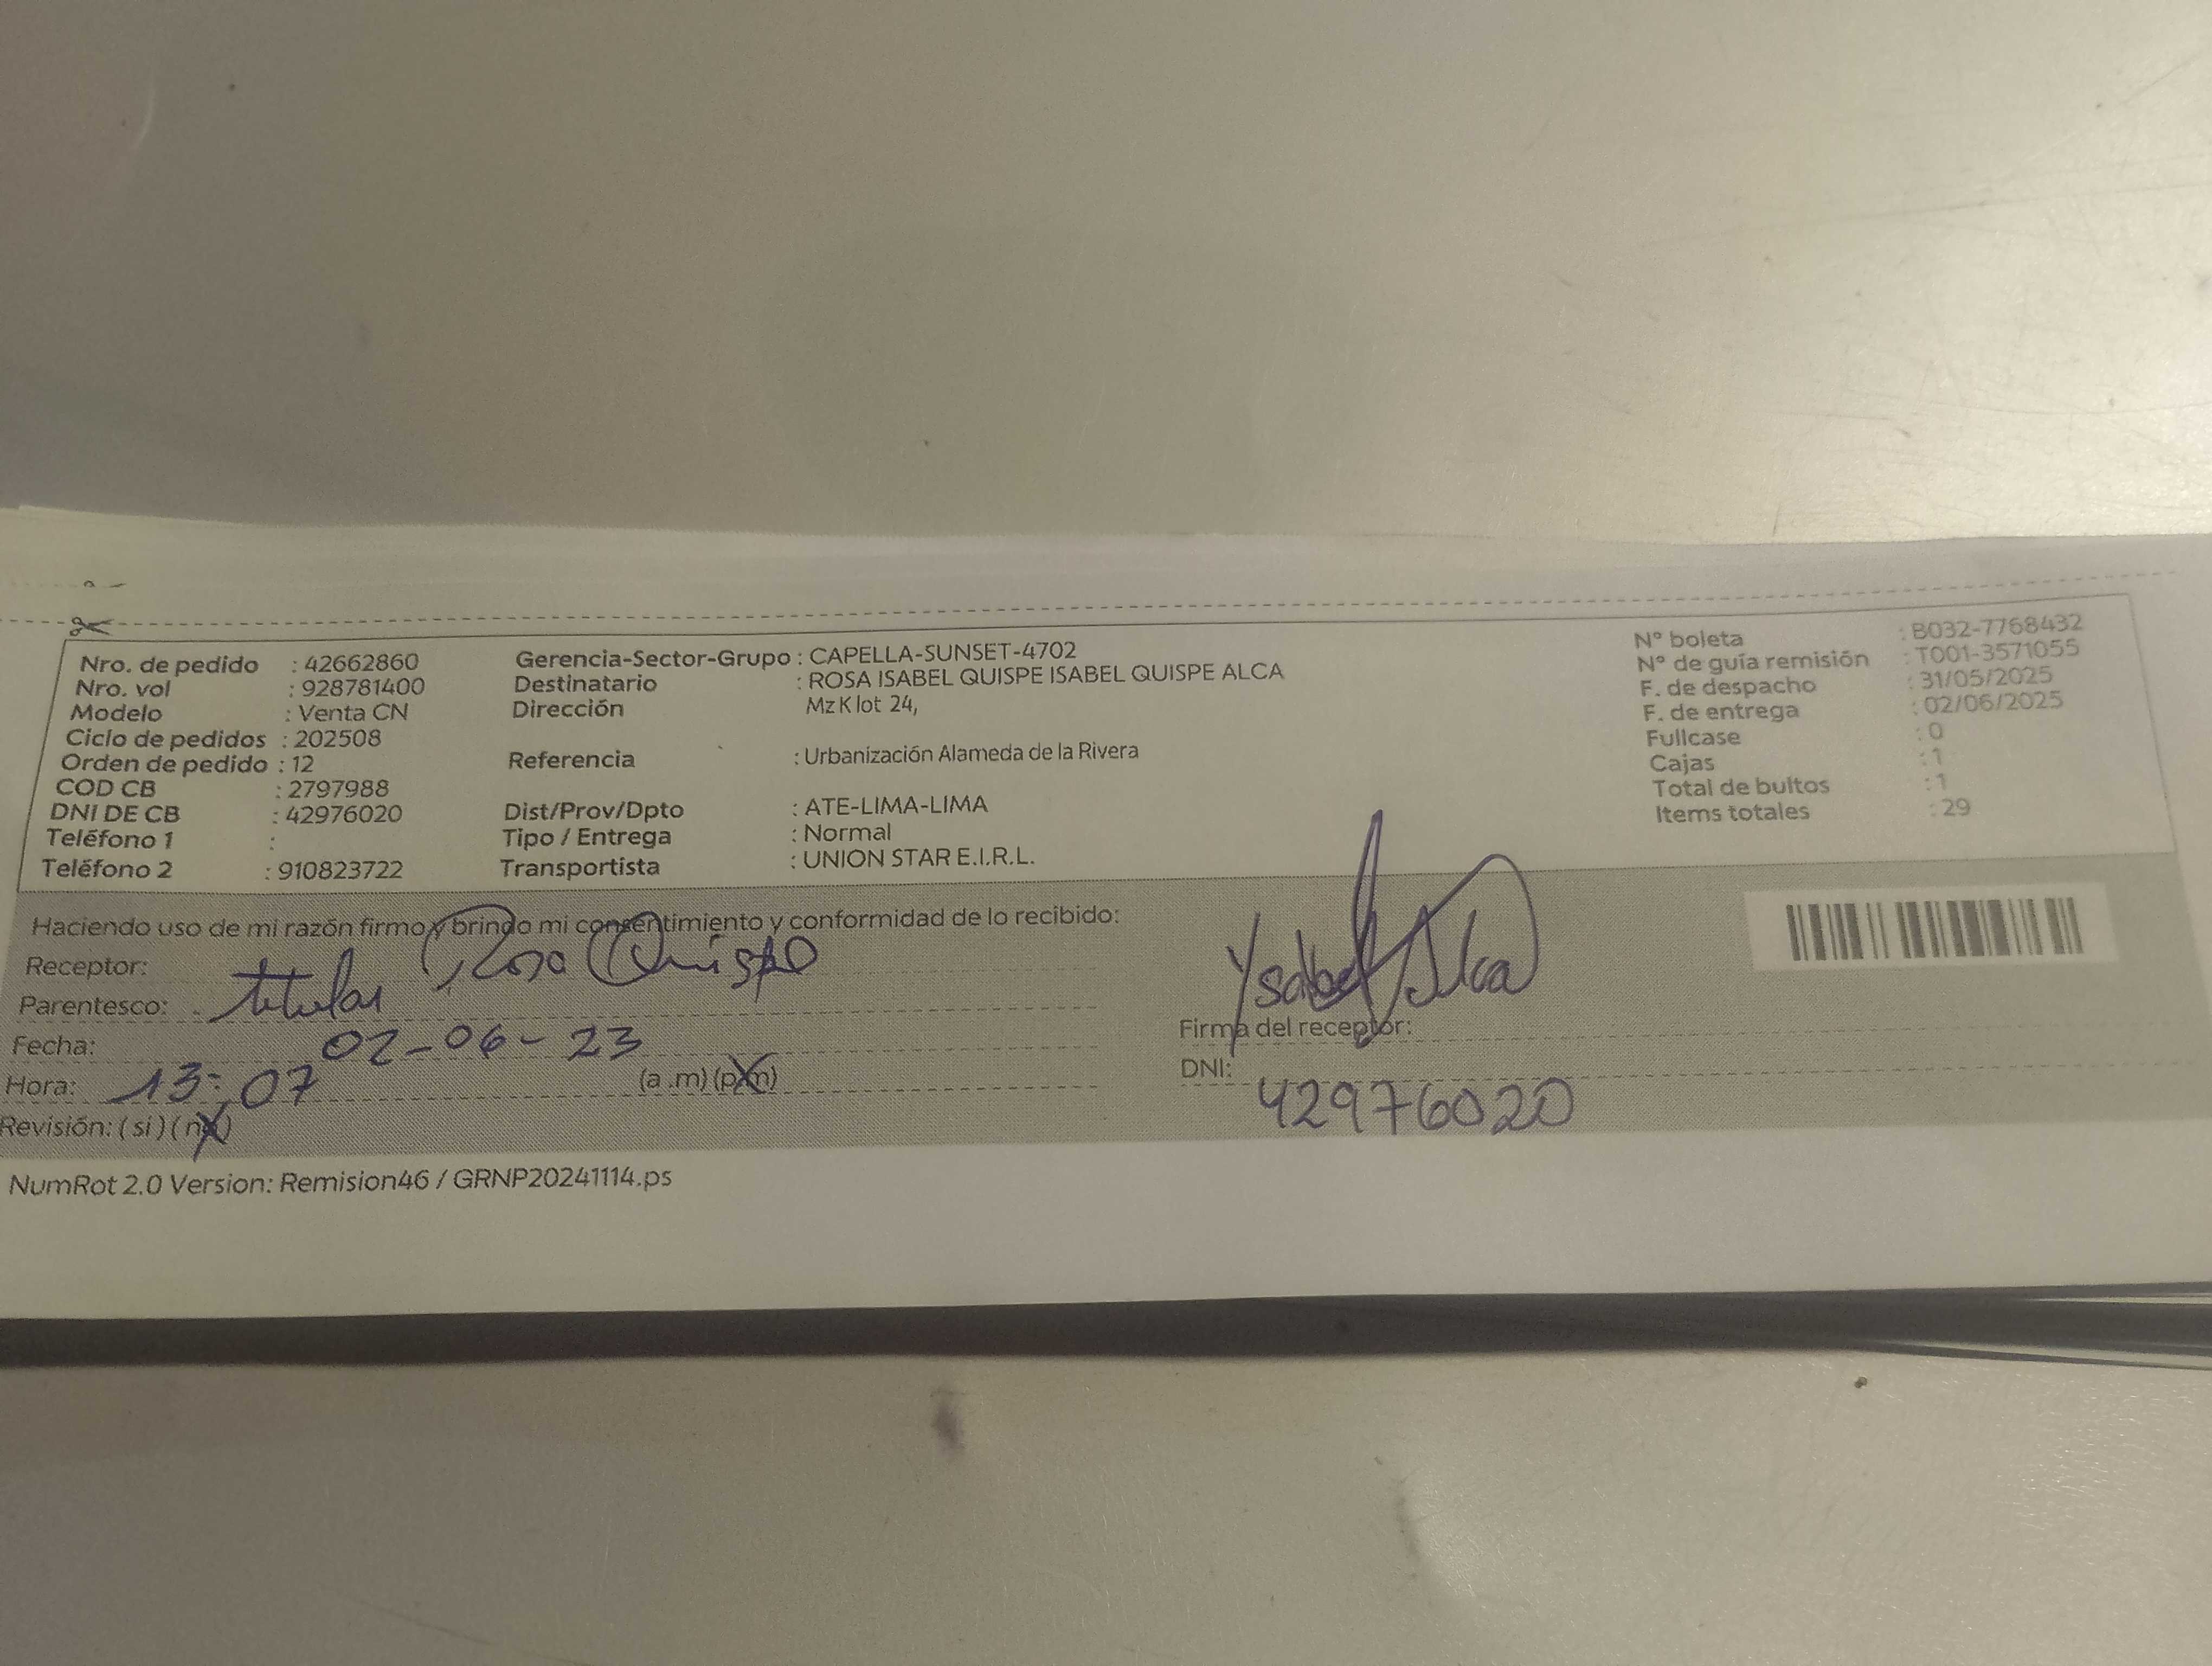 Nro. de pedido : 42662860
Nro. vol : 928781400
Modelo : Venta CN
Ciclo de pedidos : 202508
Orden de pedido : 12
COD CB : 2797988
DNI DE CB : 42976020
Teléfono 1 :
Teléfono 2 : 910823722
Gerencia-Sector-Grupo : CAPELLA-SUNSET-4702
Destinatario : ROSA ISABEL QUISPE ISABEL QUISPE ALCA
Dirección Mz K lot 24,
Referencia : Urbanización Alameda de la Rivera
Dist/Prov/Dpto : ATE-LIMA-LIMA
Tipo / Entrega : Normal
Transportista : UNION STAR E.I.R.L.
N° boleta : B032-7768432
N° de guía remisión : T001-3571055
F. de despacho : 31/05/2025
F. de entrega : 02/06/2025
Fullcase : 0
Cajas : 1
Total de bultos : 1
Items totales : 29
Haciendo uso de mi razón firmo y brindo mi consentimiento y conformidad de lo recibido:
Receptor: Rosa Quispe
Parentesco: titular
Fecha: 02-06-23
Hora: 13:07 (a .m) (p.m)
Revisión: ( si ) ( no )
Ysabel Alca
Firma del receptor:
DNI: 42976020
NumRot 2.0 Version: Remision46 / GRNP20241114.ps